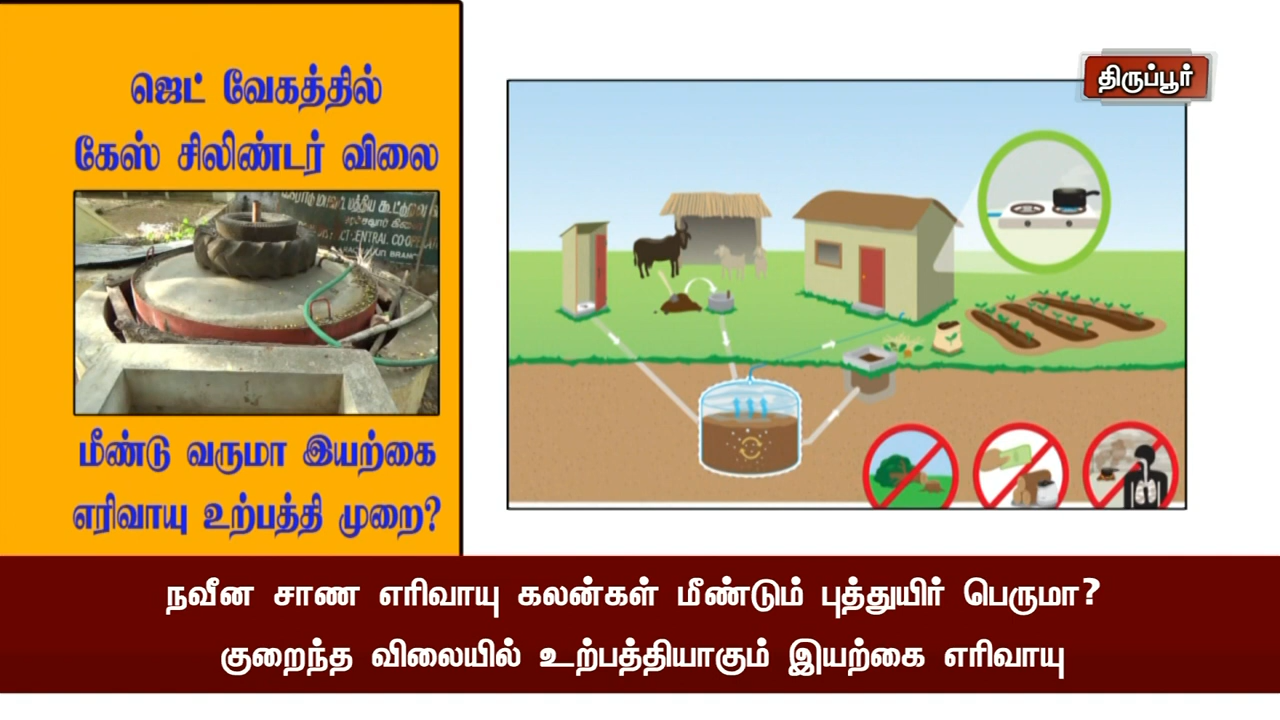 ஜெட் வேகத்தில்
கேஸ் சிலிண்டர் விலை
மீண்டு வருமா இயற்கை
எரிவாயு உற்பத்தி முறை?
திருப்பூர்
நவீன சாண எரிவாயு கலன்கள் மீண்டும் புத்துயிர் பெருமா?
குறைந்த விலையில் உற்பத்தியாகும் இயற்கை எரிவாயு